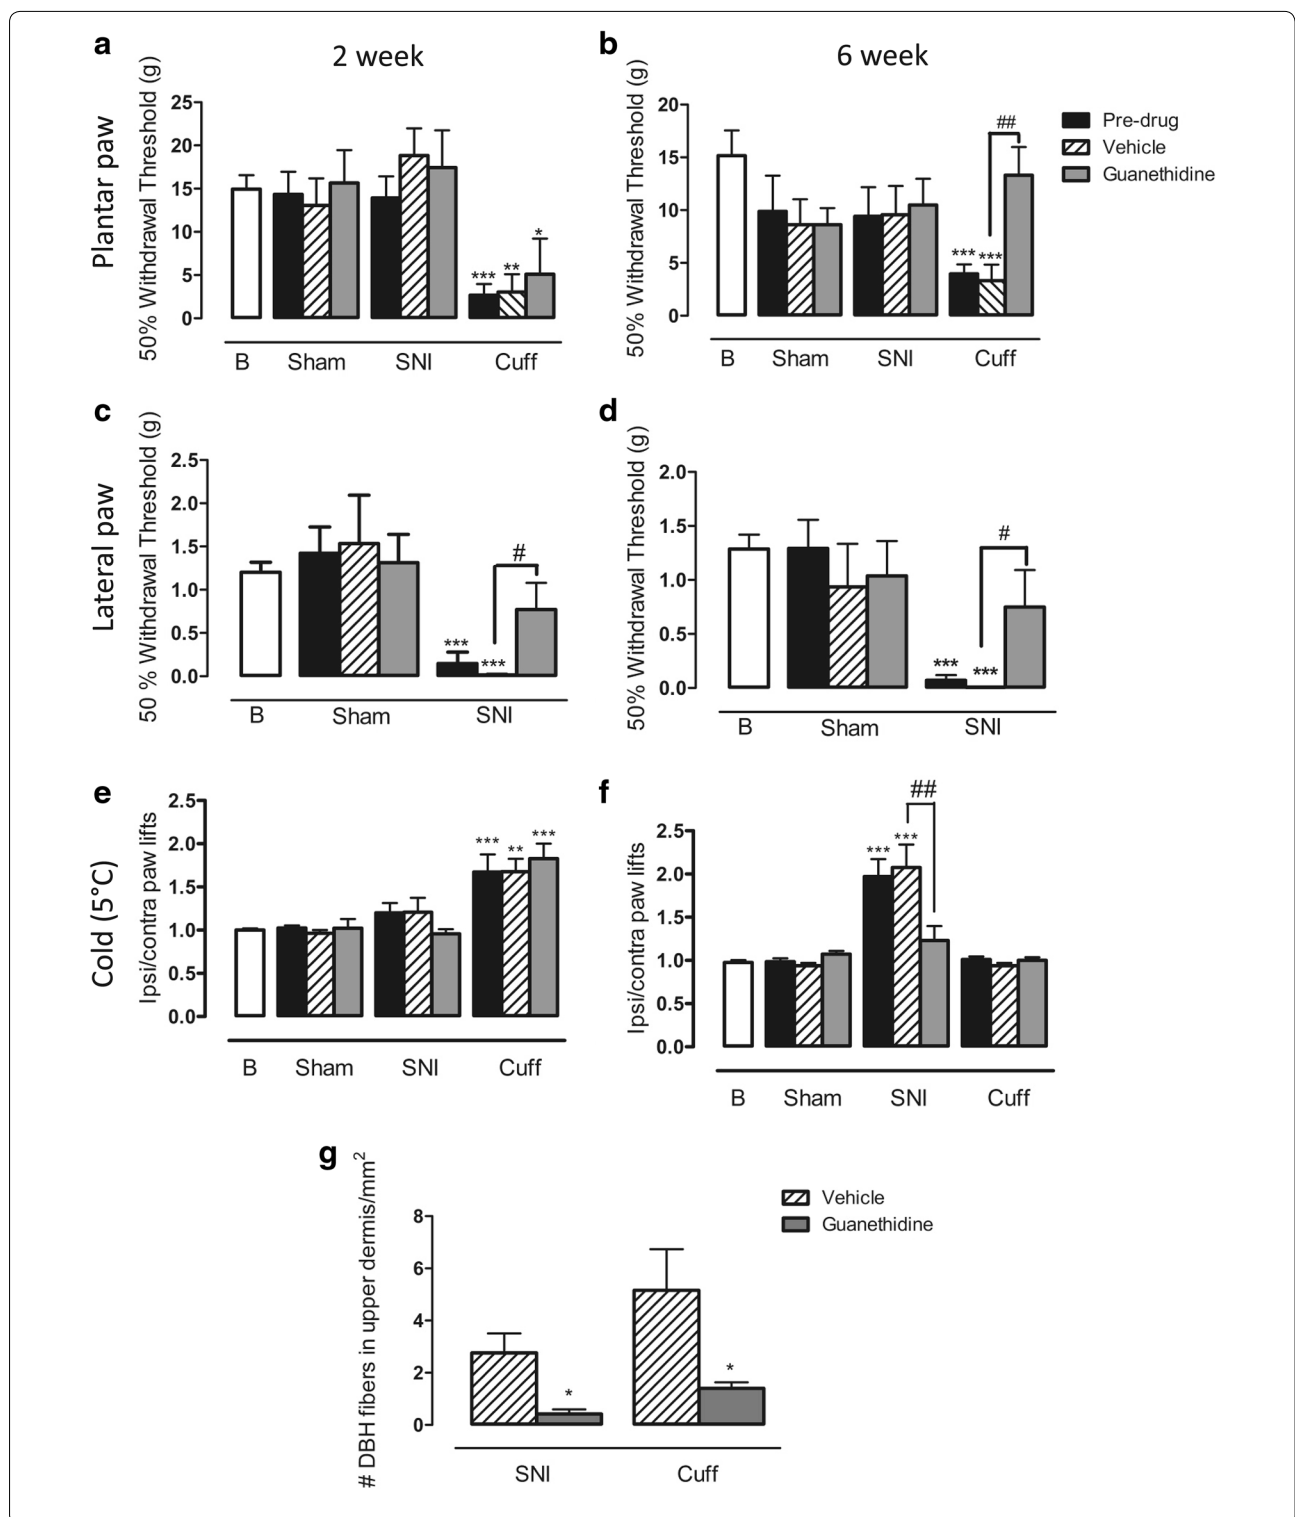 a
2 week
b
6 week
Plantar paw
50% Withdrawal Threshold (g)
25
20
15
10
5
0
*** ** *
B Sham SNI Cuff
50% Withdrawal Threshold (g)
20
15
10
5
0
##
*** ***
B Sham SNI Cuff
Pre-drug
Vehicle
Guanethidine
c
Lateral paw
50 % Withdrawal Threshold (g)
2.5
2.0
1.5
1.0
0.5
0.0
#
*** ***
B Sham SNI
d
50% Withdrawal Threshold (g)
2.0
1.5
1.0
0.5
0.0
#
*** ***
B Sham SNI
e
Cold (5°C)
Ipsi/contra paw lifts
2.5
2.0
1.5
1.0
0.5
0.0
*** ** ***
B Sham SNI Cuff
f
Ipsi/contra paw lifts
2.5
2.0
1.5
1.0
0.5
0.0
##
*** ***
B Sham SNI Cuff
g
# DBH fibers in upper dermis/mm²
8
6
4
2
0
* *
SNI Cuff
Vehicle
Guanethidine